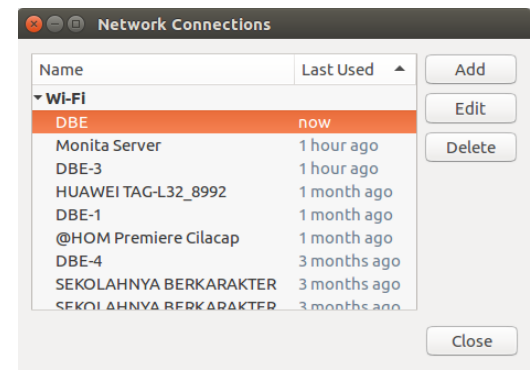 Network Connections
Name Last Used Add
Wi-Fi
DBE now Edit
Monita Server 1 hour ago Delete
DBE-3 1 hour ago
HUAWEI TAG-L32_8992 1 month ago
DBE-1 1 month ago
@HOM Premiere Cilacap 1 month ago
DBE-4 3 months ago
SEKOLAHNYA BERKARAKTER 3 months ago
SEKOLAHNYA BERKARAKTER 3 months ago
Close